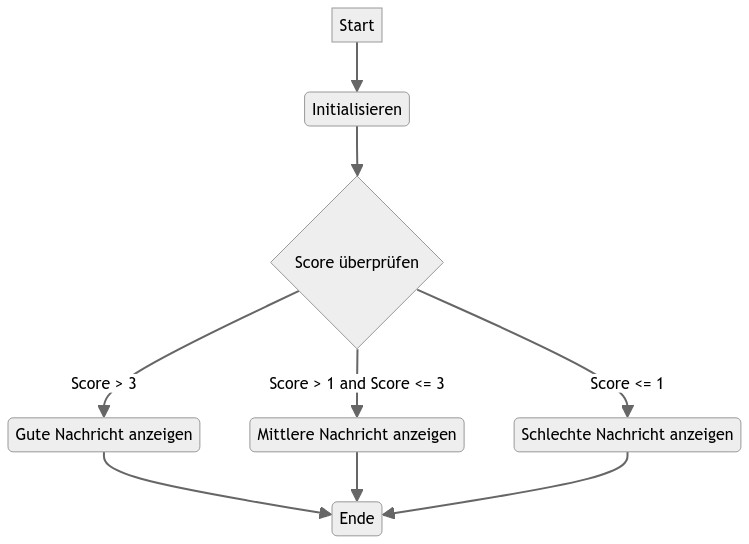 Start
Initialisieren
Score überprüfen
Score > 3
Score > 1 and Score <= 3
Score <= 1
Gute Nachricht anzeigen
Mittlere Nachricht anzeigen
Schlechte Nachricht anzeigen
Ende